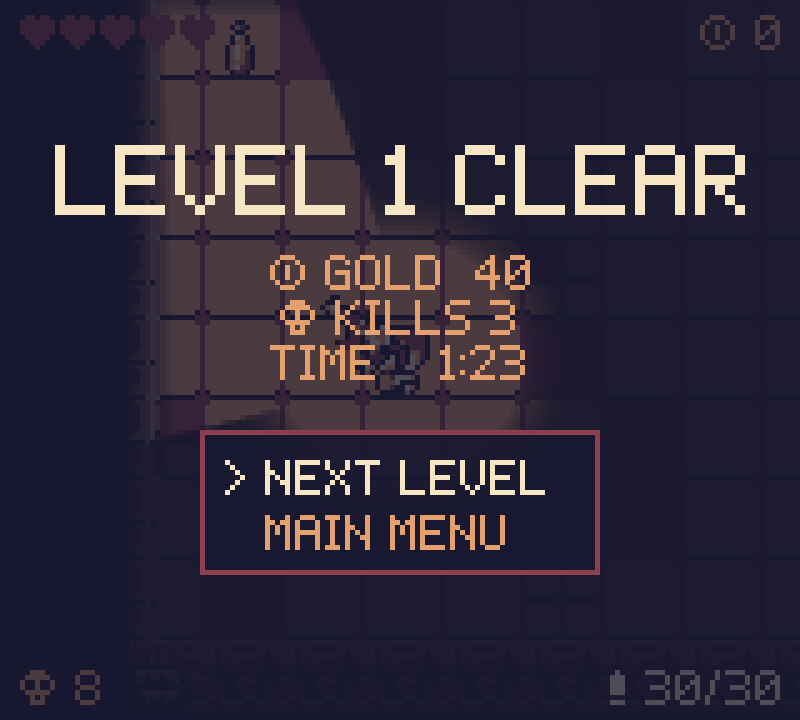 0
LEVEL 1 CLEAR
GOLD 40
KILLS 3
TIME 1:23
> NEXT LEVEL
MAIN MENU
8 30/30